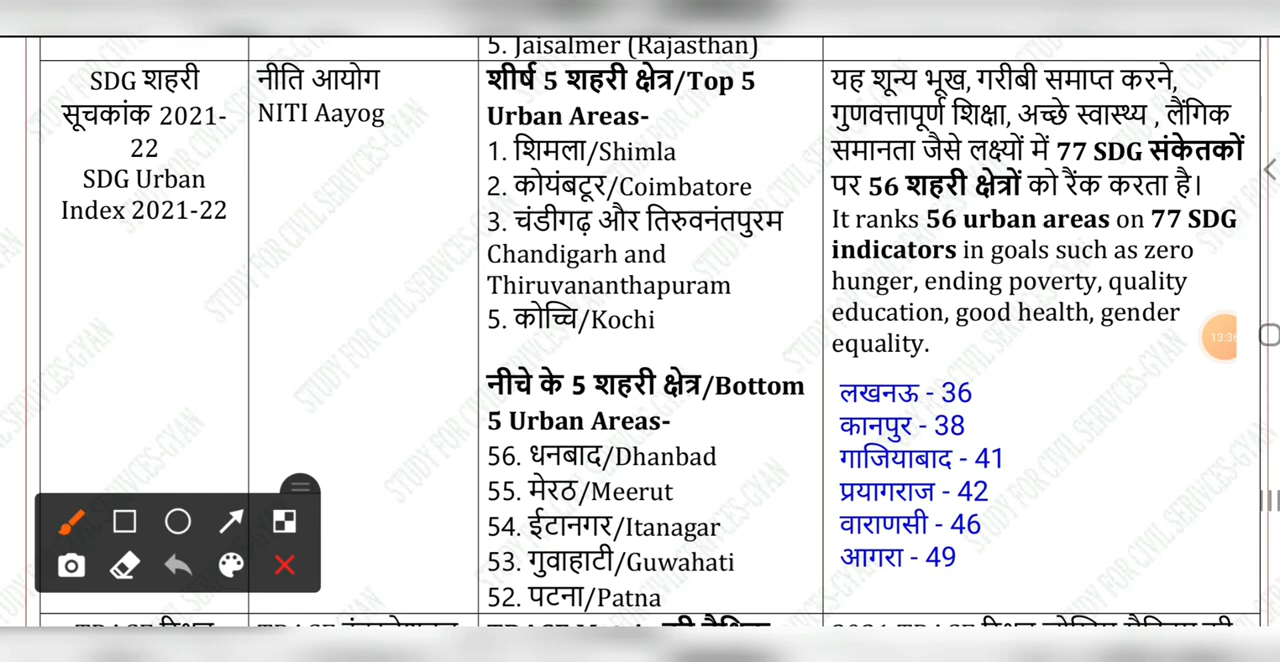 5. Jaisalmer (Rajasthan)
SDG शहरी
सूचकांक 2021-
22
SDG Urban
Index 2021-22
नीति आयोग
NITI Aayog
शीर्ष 5 शहरी क्षेत्र/Top 5
Urban Areas-
1. शिमला/Shimla
2. कोयंबटूर/Coimbatore
3. चंडीगढ़ और तिरुवनंतपुरम
Chandigarh and
Thiruvananthapuram
5. कोच्चि/Kochi
नीचे के 5 शहरी क्षेत्र/Bottom
5 Urban Areas-
56. धनबाद/Dhanbad
55. मेरठ/Meerut
54. ईटानगर/Itanagar
53. गुवाहाटी/Guwahati
52. पटना/Patna
यह शून्य भूख, गरीबी समाप्त करने,
गुणवत्तापूर्ण शिक्षा, अच्छे स्वास्थ्य , लैंगिक
समानता जैसे लक्ष्यों में 77 SDG संकेतकों
पर 56 शहरी क्षेत्रों को रैंक करता है।
It ranks 56 urban areas on 77 SDG
indicators in goals such as zero
hunger, ending poverty, quality
education, good health, gender
equality.
लखनऊ - 36
कानपुर - 38
गाजियाबाद - 41
प्रयागराज - 42
वाराणसी - 46
आगरा - 49
STUDY FOR CIVIL SERIVCES-GYAN